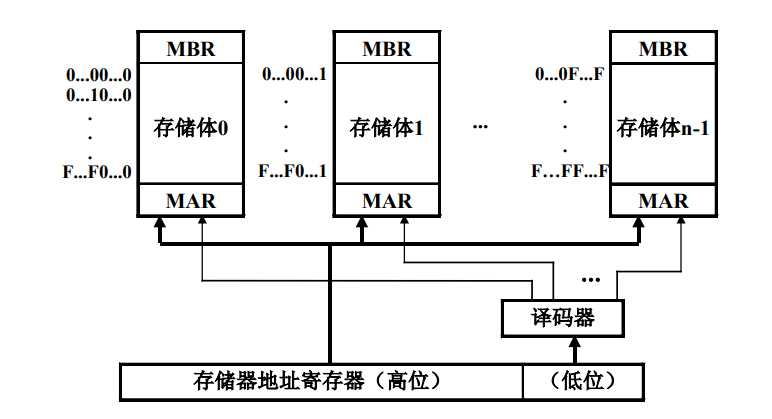 MBR MBR MBR
0...00...0 0...00...1 0...0F...F
0...10...0 . .
. 存储体0 . 存储体1 ... . 存储体n-1
. . .
.
F...F0...0 F...F0...1 F...FF...F
MAR MAR MAR
...
译码器
存储器地址寄存器（高位） （低位）